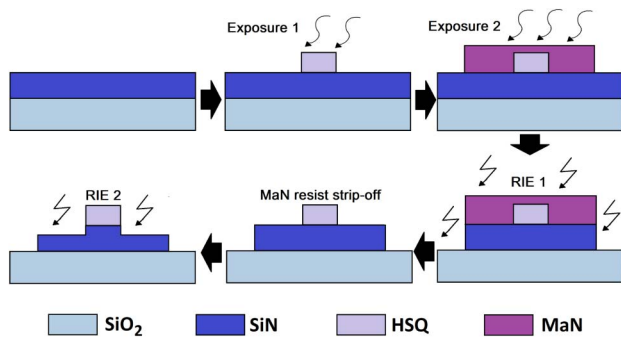 Exposure 1
Exposure 2
RIE 1
MaN resist strip-off
RIE 2
SiO₂
SiN
HSQ
MaN